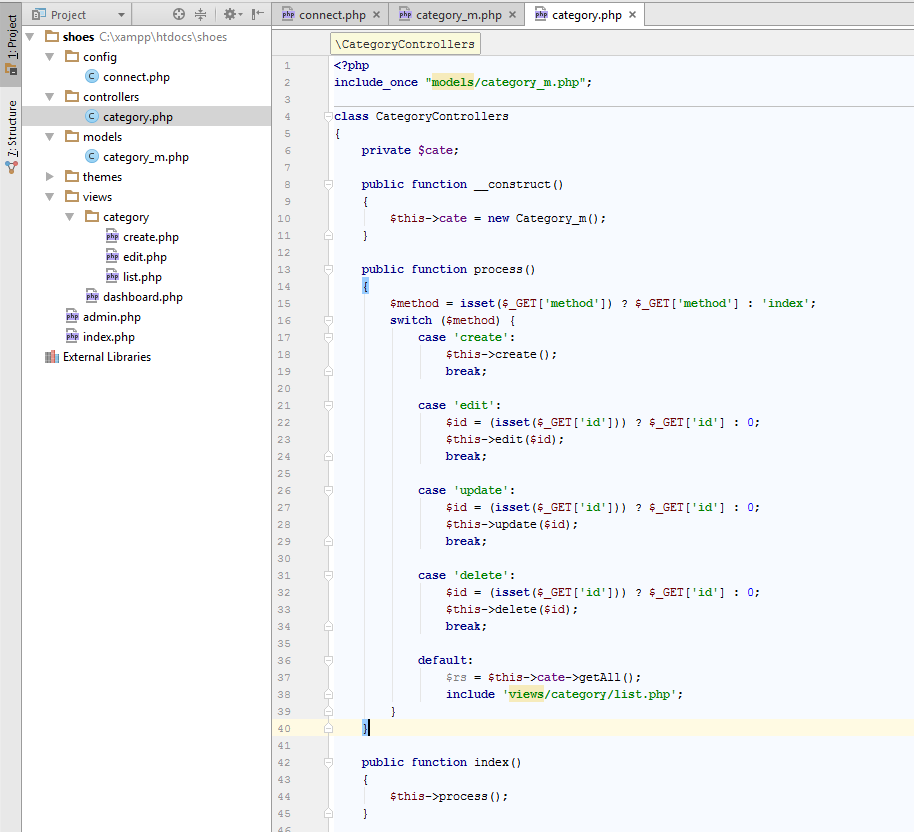 Project
connect.php
category_m.php
category.php
1: Project
7: Structure
shoes C:\xampp\htdocs\shoes
config
connect.php
controllers
category.php
models
category_m.php
themes
views
category
create.php
edit.php
list.php
dashboard.php
admin.php
index.php
External Libraries
\CategoryControllers
1 <?php
2 include_once "models/category_m.php";
3
4 class CategoryControllers
5 {
6     private $cate;
7
8     public function __construct()
9     {
10         $this->cate = new Category_m();
11     }
12
13     public function process()
14     {
15         $method = isset($_GET['method']) ? $_GET['method'] : 'index';
16         switch ($method) {
17             case 'create':
18                 $this->create();
19                 break;
20
21             case 'edit':
22                 $id = (isset($_GET['id'])) ? $_GET['id'] : 0;
23                 $this->edit($id);
24                 break;
25
26             case 'update':
27                 $id = (isset($_GET['id'])) ? $_GET['id'] : 0;
28                 $this->update($id);
29                 break;
30
31             case 'delete':
32                 $id = (isset($_GET['id'])) ? $_GET['id'] : 0;
33                 $this->delete($id);
34                 break;
35
36             default:
37                 $rs = $this->cate->getAll();
38                 include 'views/category/list.php';
39         }
40     }
41
42     public function index()
43     {
44         $this->process();
45     }
46